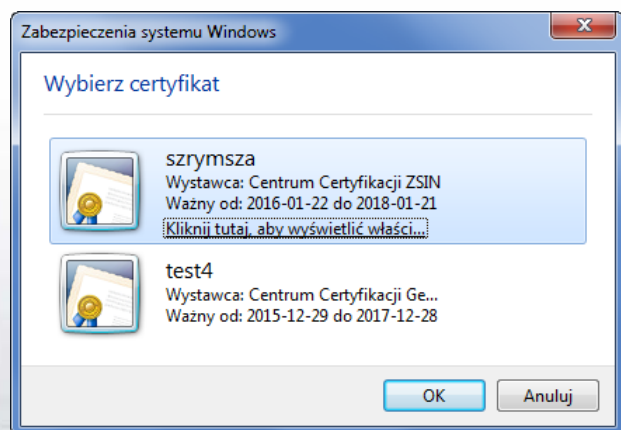 Zabezpieczenia systemu Windows
Wybierz certyfikat
szrymsza
Wystawca: Centrum Certyfikacji ZSIN
Ważny od: 2016-01-22 do 2018-01-21
Kliknij tutaj, aby wyświetlić właści...
test4
Wystawca: Centrum Certyfikacji Ge...
Ważny od: 2015-12-29 do 2017-12-28
OK Anuluj